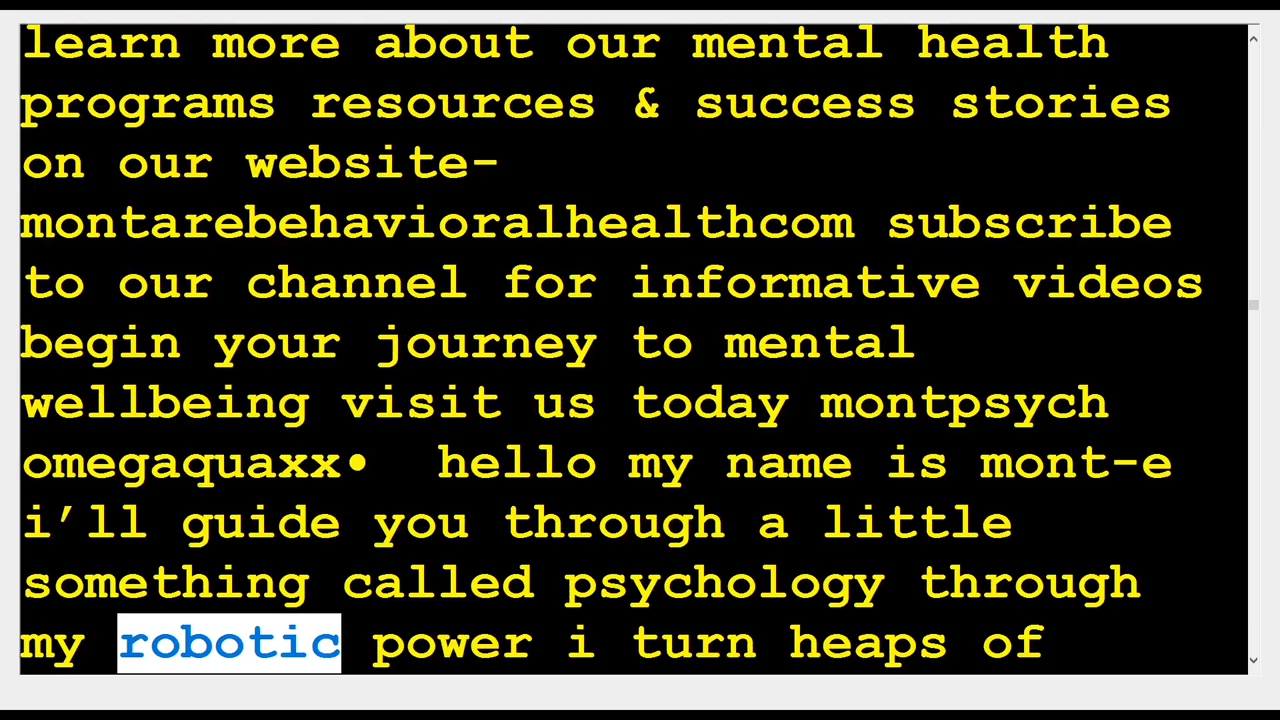 learn more about our mental health
programs resources & success stories
on our website-
montarebehavioralhealthcom subscribe
to our channel for informative videos
begin your journey to mental
wellbeing visit us today montpsych
omegaquaxx•  hello my name is mont-e
i’ll guide you through a little
something called psychology through
my robotic power i turn heaps of